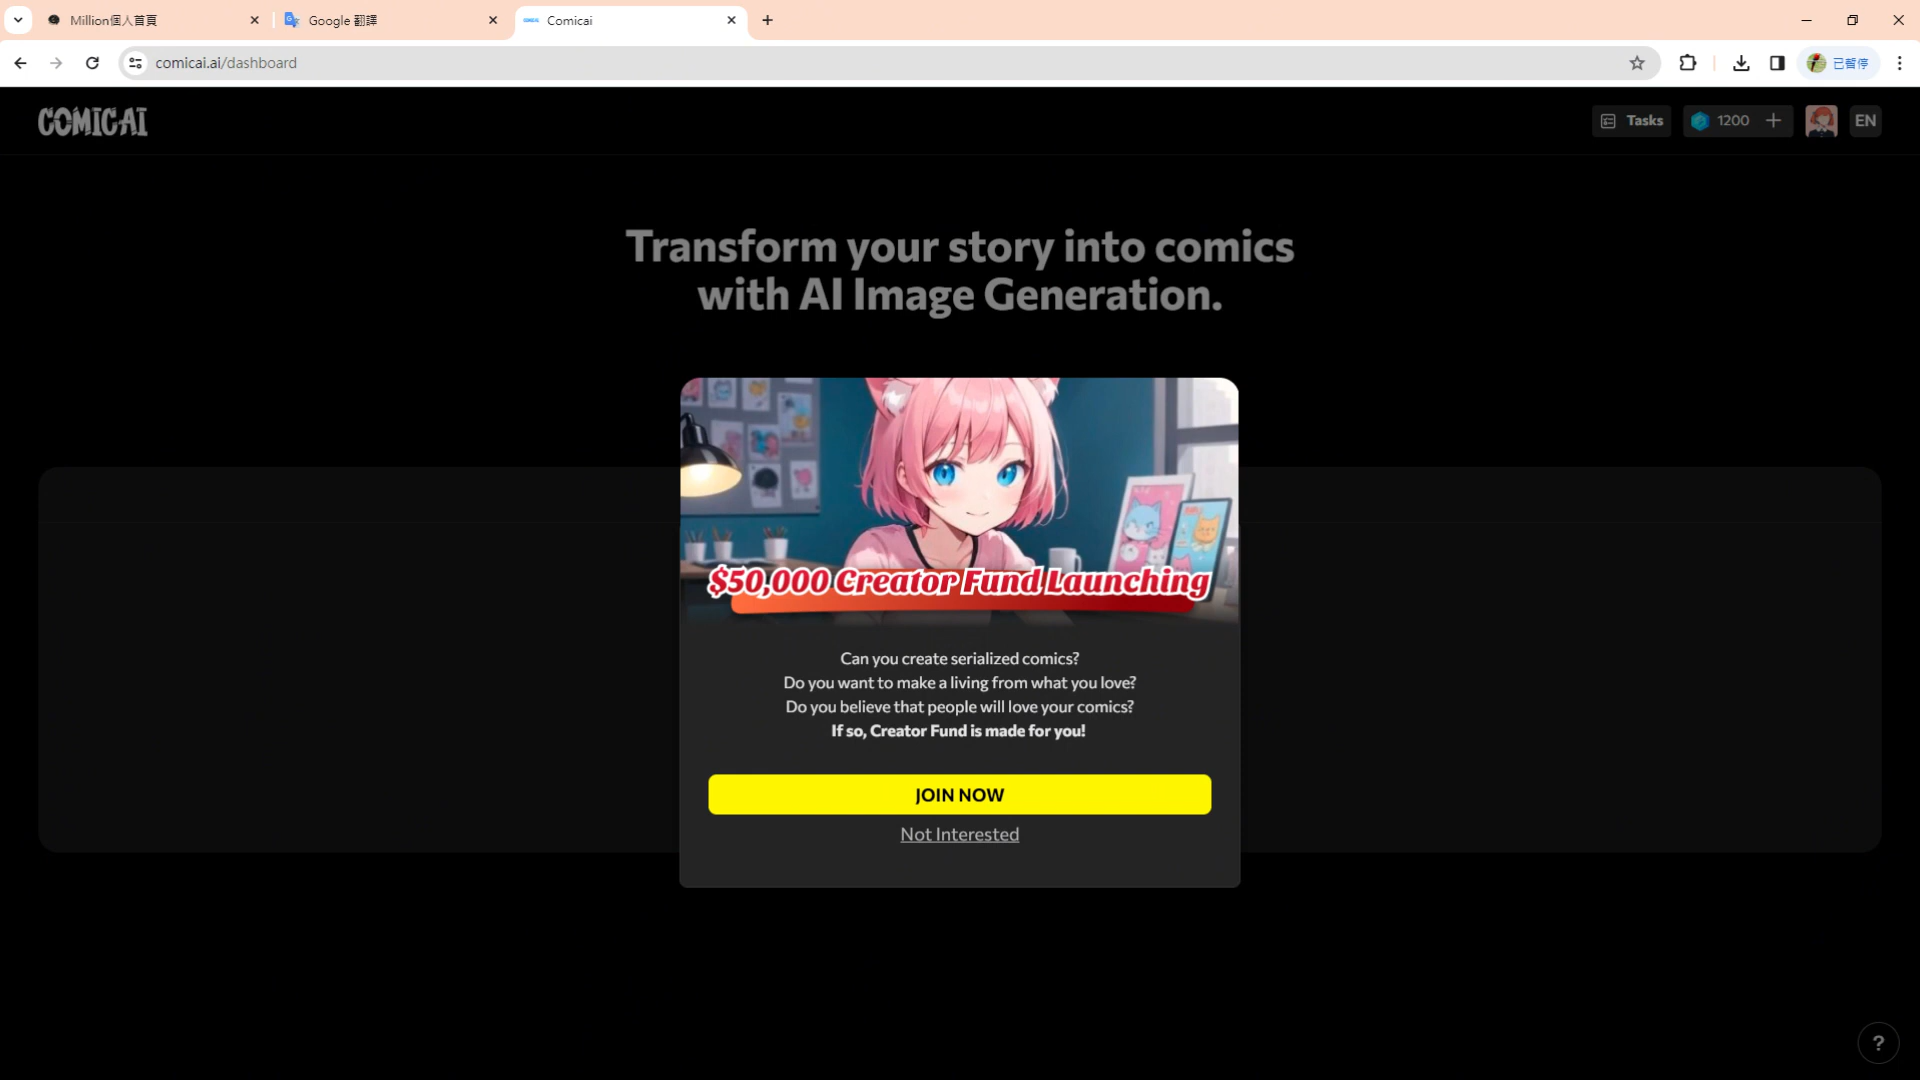 Million個人首頁
Google 翻譯
Comicai
comicai.ai/dashboard
已暫停
COMICAI
Tasks
1200
EN
Transform your story into comics
with AI Image Generation.
$50,000 Creator Fund Launching
Can you create serialized comics?
Do you want to make a living from what you love?
Do you believe that people will love your comics?
If so, Creator Fund is made for you!
JOIN NOW
Not Interested
?